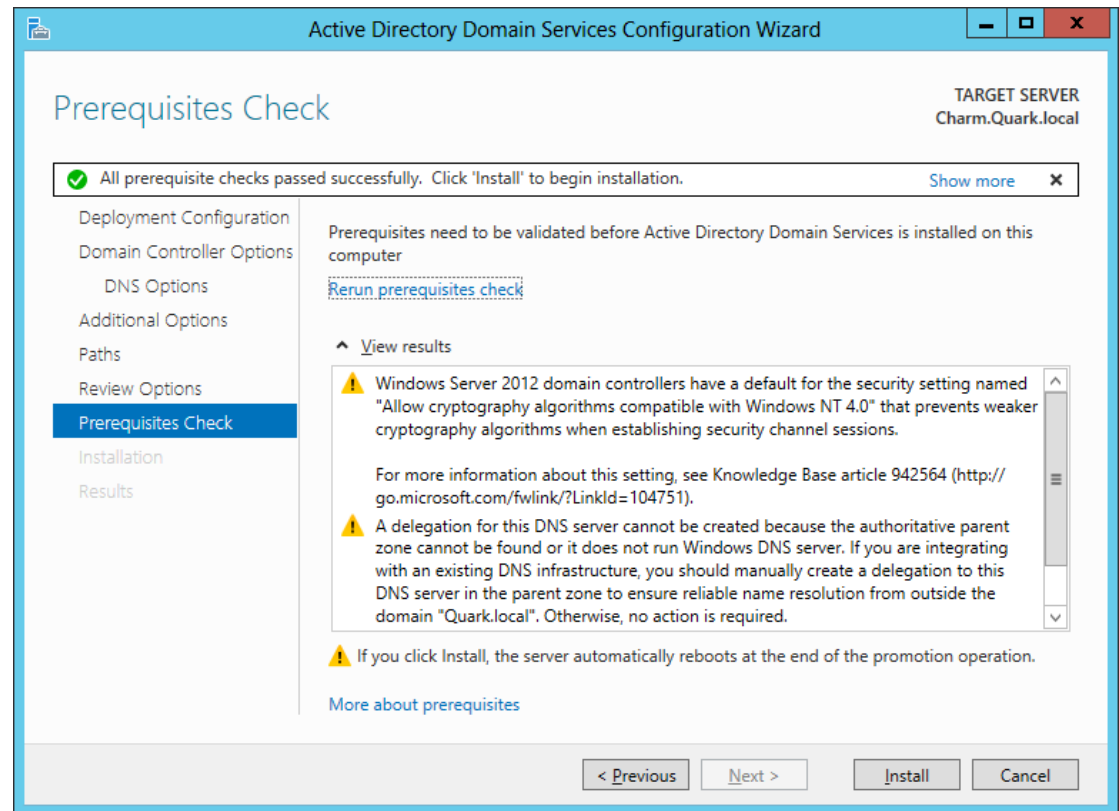 Active Directory Domain Services Configuration Wizard
Prerequisites Check
TARGET SERVER
Charm.Quark.local
All prerequisite checks passed successfully.  Click 'Install' to begin installation.
Show more
Deployment Configuration
Domain Controller Options
DNS Options
Additional Options
Paths
Review Options
Prerequisites Check
Installation
Results
Prerequisites need to be validated before Active Directory Domain Services is installed on this
computer
Rerun prerequisites check
View results
Windows Server 2012 domain controllers have a default for the security setting named
"Allow cryptography algorithms compatible with Windows NT 4.0" that prevents weaker
cryptography algorithms when establishing security channel sessions.
For more information about this setting, see Knowledge Base article 942564 (http://
go.microsoft.com/fwlink/?LinkId=104751).
A delegation for this DNS server cannot be created because the authoritative parent
zone cannot be found or it does not run Windows DNS server. If you are integrating
with an existing DNS infrastructure, you should manually create a delegation to this
DNS server in the parent zone to ensure reliable name resolution from outside the
domain "Quark.local". Otherwise, no action is required.
If you click Install, the server automatically reboots at the end of the promotion operation.
More about prerequisites
< Previous
Next >
Install
Cancel